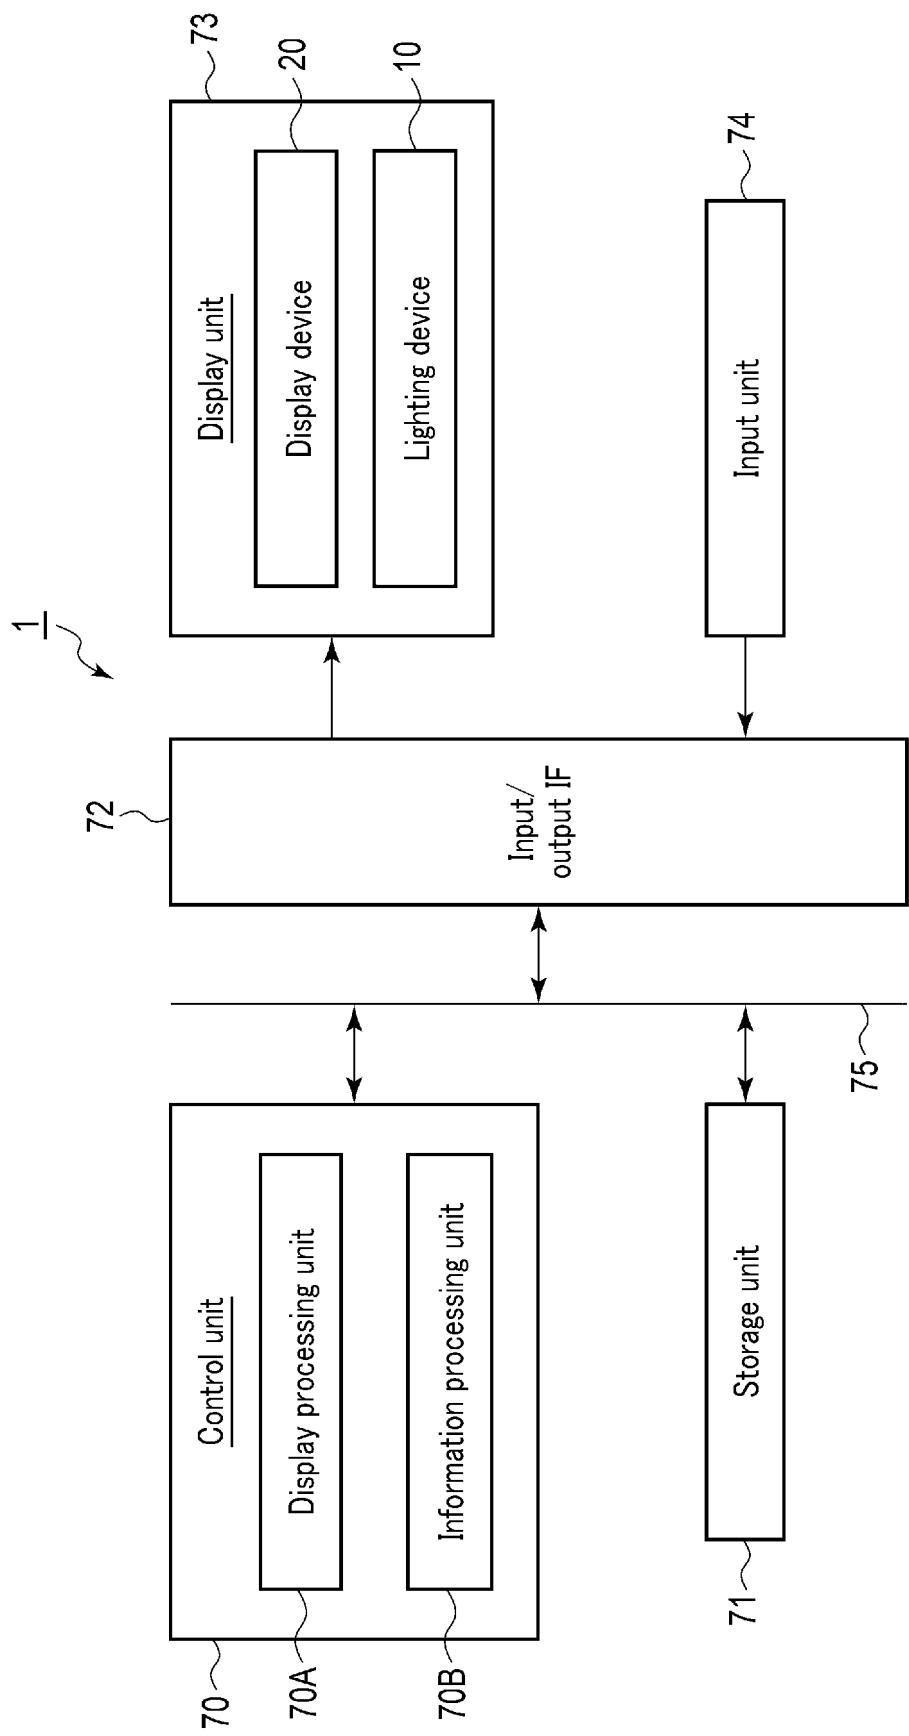 1
70
Control unit
70A
Display processing unit
70B
Information processing unit
71
Storage unit
75
72
Input/
output IF
73
Display unit
20
Display device
10
Lighting device
74
Input unit